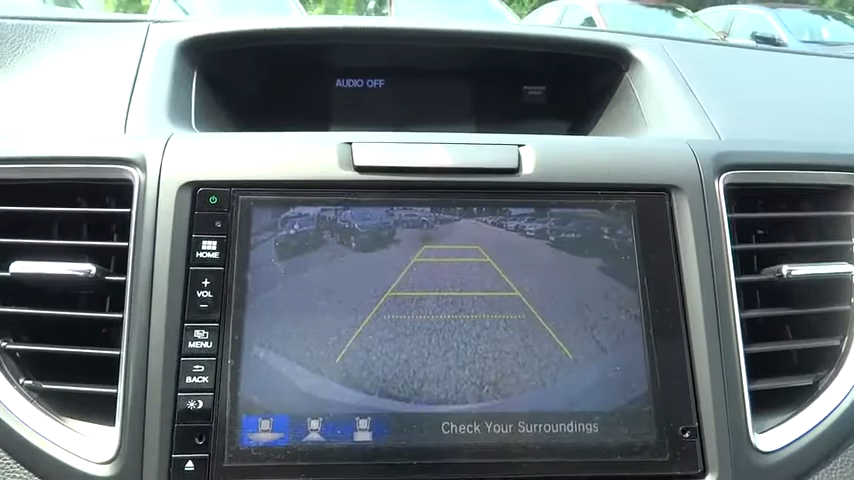 AUDIO OFF
HOME
+
VOL
−
MENU
BACK
Check Your Surroundings